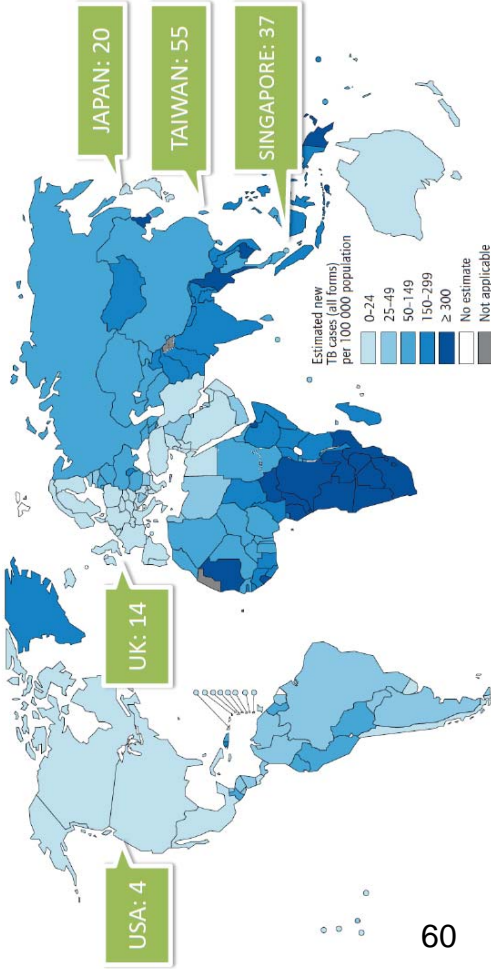 JAPAN: 20
TAIWAN: 55
SINGAPORE: 37
UK: 14
USA: 4
Estimated new
TB cases (all forms)
per 100 000 population
0–24
25–49
50–149
150–299
≥ 300
No estimate
Not applicable
60